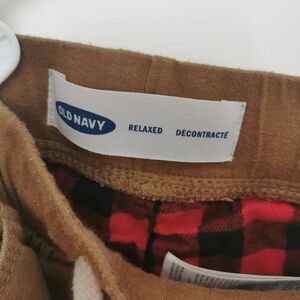 OLD NAVY RELAXED DÉCONTRACTÉ